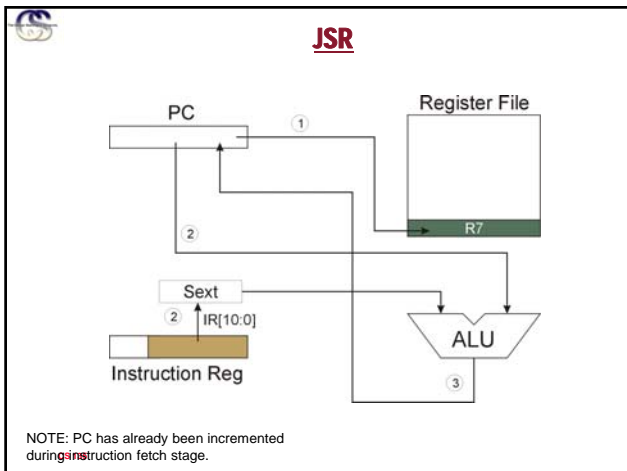 JSR
PC
1
Register File
R7
2
Sext
2
IR[10:0]
ALU
Instruction Reg
3
NOTE: PC has already been incremented
during instruction fetch stage.